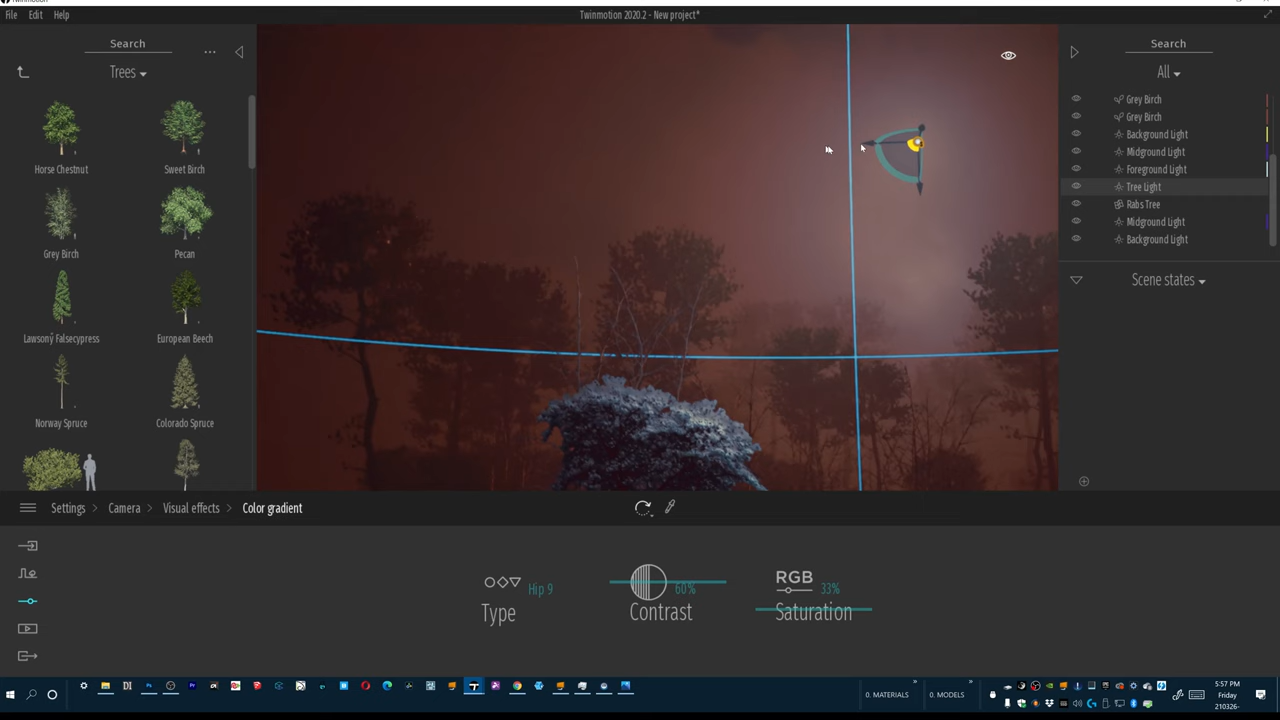 Twinmotion
File Edit Help
Twinmotion 2020.2 - New project*
Search
Trees
Horse Chestnut
Sweet Birch
Grey Birch
Pecan
Lawsony Falsecypress
European Beech
Norway Spruce
Colorado Spruce
Search
All
Grey Birch
Grey Birch
Background Light
Midground Light
Foreground Light
Tree Light
Rabs Tree
Midground Light
Background Light
Scene states
Settings > Camera > Visual effects > Color gradient
Hip 9
Type
60%
Contrast
RGB
33%
Saturation
0. MATERIALS
0. MODELS
5:57 PM
Friday
210326-